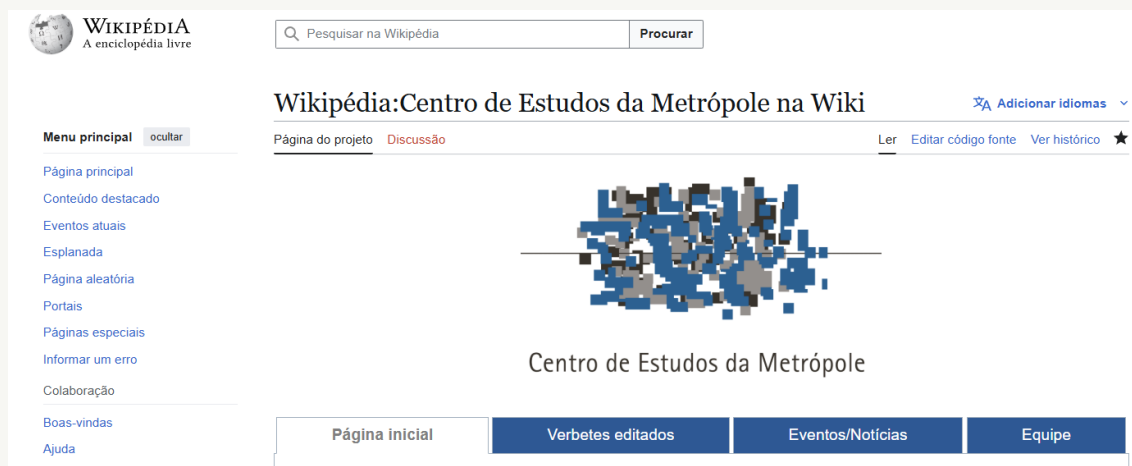 WIKIPÉDIA
A enciclopédia livre
Pesquisar na Wikipédia Procurar
Wikipédia:Centro de Estudos da Metrópole na Wiki
Adicionar idiomas
Menu principal ocultar
Página do projeto Discussão Ler Editar código fonte Ver histórico
Página principal
Conteúdo destacado
Eventos atuais
Esplanada
Página aleatória
Portais
Páginas especiais
Informar um erro
Colaboração
Boas-vindas
Ajuda
Centro de Estudos da Metrópole
Página inicial Verbetes editados Eventos/Notícias Equipe